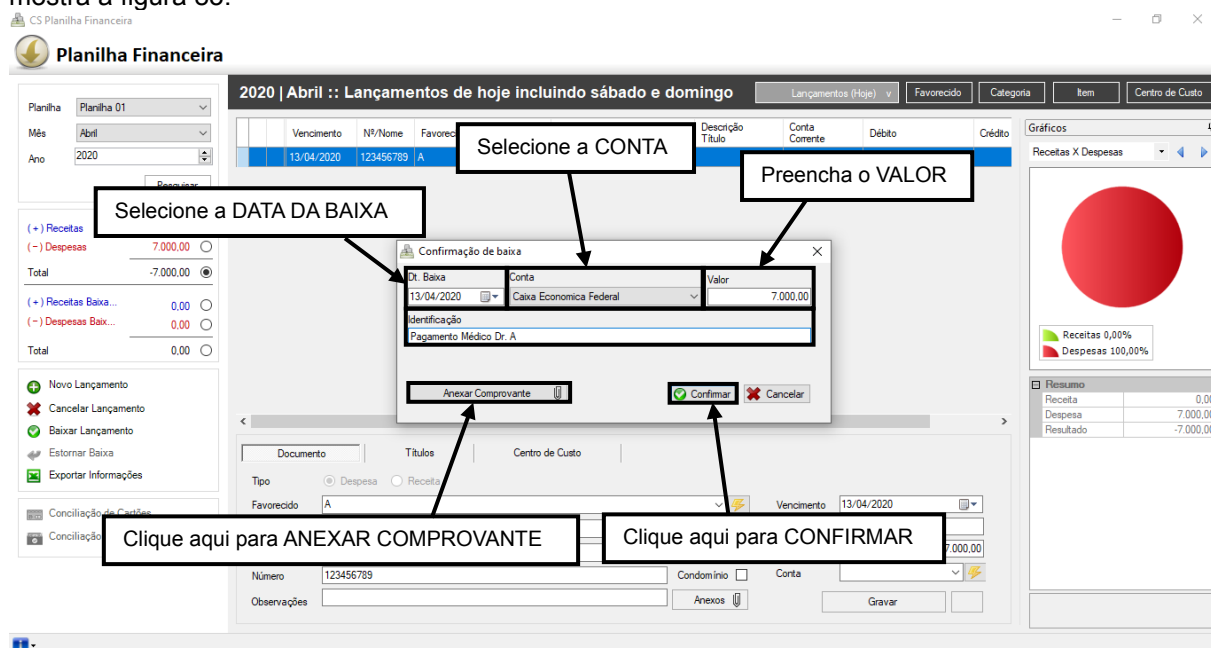 CS Planilha Financeira
Planilha Financeira
Planilha Planilha 01
Mês Abril
Ano 2020
2020 | Abril :: Lançamentos de hoje incluindo sábado e domingo
Lançamentos (Hoje) v
Favorecido
Categoria
Item
Centro de Custo
Vencimento Nº/Nome Descrição Título Conta Corrente Débito Crédito
13/04/2020 123456789 A
Selecione a CONTA
Preencha o VALOR
Selecione a DATA DA BAIXA
(+) Receitas
(-) Despesas 7.000,00
Total -7.000,00
(+) Receitas Baixa... 0,00
(-) Despesas Baix... 0,00
Total 0,00
Novo Lançamento
Cancelar Lançamento
Baixar Lançamento
Estornar Baixa
Exportar Informações
Conciliação de Cartões
Conciliação
Confirmação de baixa
Dt. Baixa Conta Valor
13/04/2020 Caixa Economica Federal 7.000,00
Identificação
Pagamento Médico Dr. A
Anexar Comprovante
Confirmar
Cancelar
Gráficos
Receitas X Despesas
Receitas 0,00%
Despesas 100,00%
Resumo
Receita 0,00
Despesa 7.000,00
Resultado -7.000,00
Documento Títulos Centro de Custo
Tipo Despesa Receita
Favorecido A
Vencimento 13/04/2020
Clique aqui para ANEXAR COMPROVANTE
Clique aqui para CONFIRMAR
7.000,00
Número 123456789
Condomínio
Conta
Observações
Anexos
Gravar